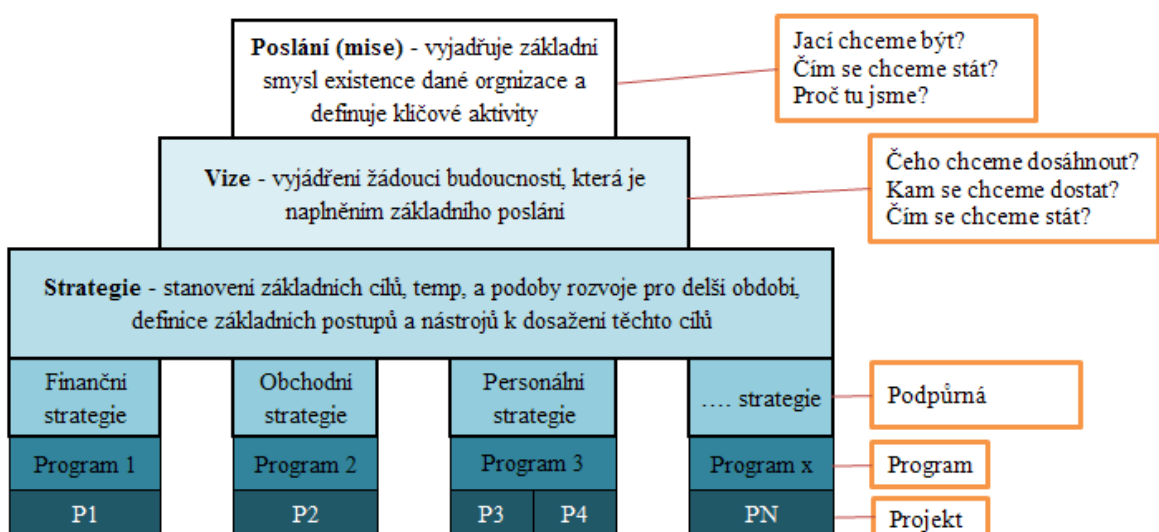 Poslání (mise) - vyjadřuje základní
smysl existence dané orgnizace a
definuje klíčové aktivity
Jací chceme být?
Čím se chceme stát?
Proč tu jsme?
Vize - vyjádření žádoucí budoucnosti, která je
naplněním základního poslání
Čeho chceme dosáhnout?
Kam se chceme dostat?
Čím se chceme stát?
Strategie - stanovení základních cílů, temp, a podoby rozvoje pro delší období,
definice základních postupů a nástrojů k dosažení těchto cílů
Finanční
strategie
Obchodní
strategie
Personální
strategie
.... strategie
Podpůrná
Program 1
Program 2
Program 3
Program x
Program
P1
P2
P3
P4
PN
Projekt